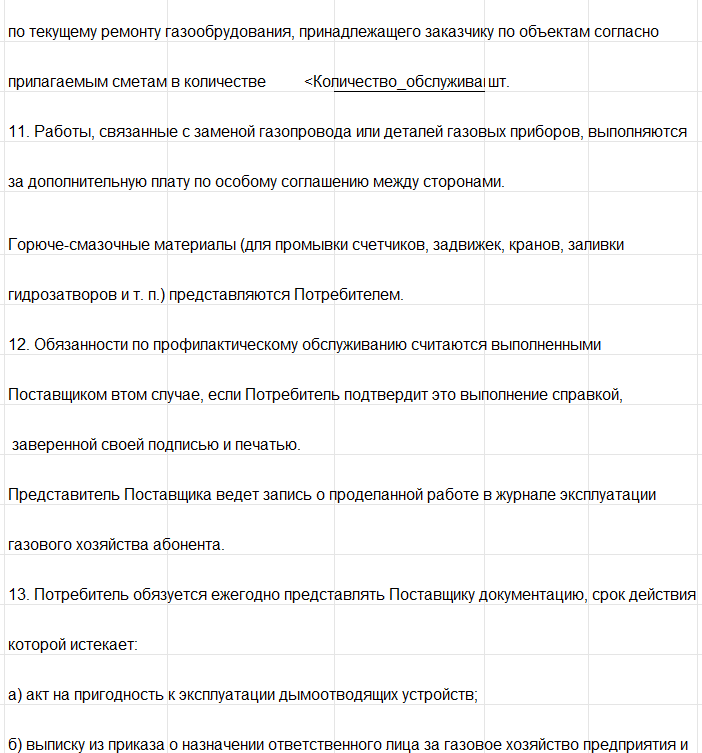 по текущему ремонту газообрудования, принадлежащего заказчику по объектам согласно
прилагаемым сметам в количестве <Количество_обслужива шт.
11. Работы, связанные с заменой газопровода или деталей газовых приборов, выполняются
за дополнительную плату по особому соглашению между сторонами.
Горюче-смазочные материалы (для промывки счетчиков, задвижек, кранов, заливки
гидрозатворов и т. п.) представляются Потребителем.
12. Обязанности по профилактическому обслуживанию считаются выполненными
Поставщиком втом случае, если Потребитель подтвердит это выполнение справкой,
заверенной своей подписью и печатью.
Представитель Поставщика ведет запись о проделанной работе в журнале эксплуатации
газового хозяйства абонента.
13. Потребитель обязуется ежегодно представлять Поставщику документацию, срок действия
которой истекает:
а) акт на пригодность к эксплуатации дымоотводящих устройств;
б) выписку из приказа о назначении ответственного лица за газовое хозяйство предприятия и